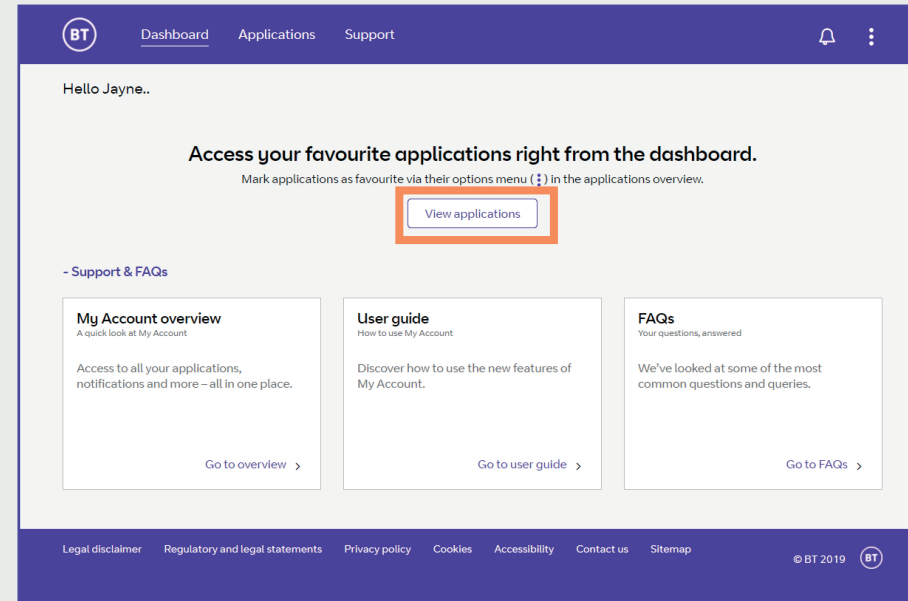 BT Dashboard Applications Support
Hello Jayne..
Access your favourite applications right from the dashboard.
Mark applications as favourite via their options menu (⋮) in the applications overview.
View applications
- Support & FAQs
My Account overview
A quick look at My Account
Access to all your applications,
notifications and more – all in one place.
Go to overview >
User guide
How to use My Account
Discover how to use the new features of
My Account.
Go to user guide >
FAQs
Your questions, answered
We've looked at some of the most
common questions and queries.
Go to FAQs >
Legal disclaimer Regulatory and legal statements Privacy policy Cookies Accessibility Contact us Sitemap
© BT 2019 BT